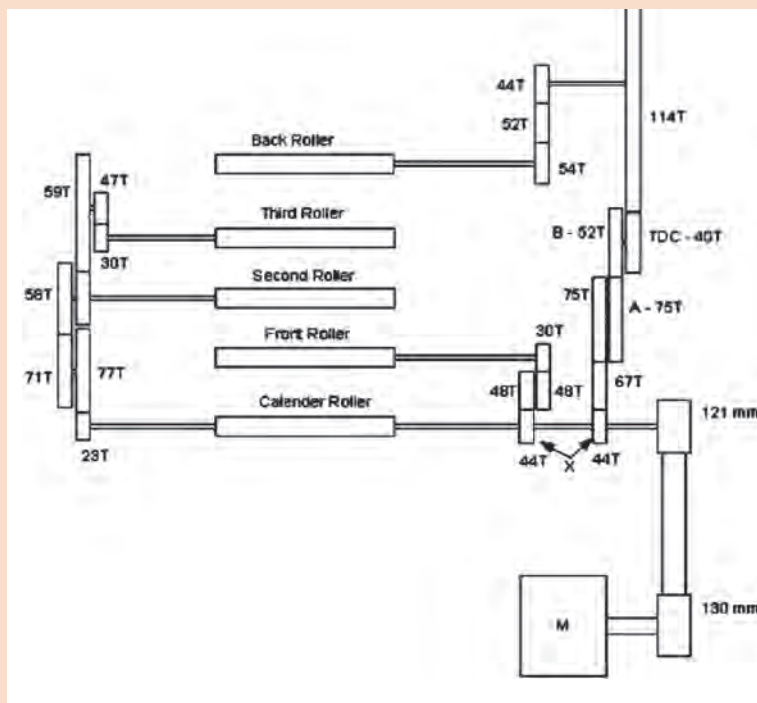 44T
114T
52T
Back Roller
54T
47T
59T
Third Roller
B - 52T
TDC - 40T
30T
Second Roller
58T
75T
A - 75T
Front Roller
30T
71T
77T
48T
48T
67T
Calender Roller
121 mm
23T
44T
X
44T
M
130 mm